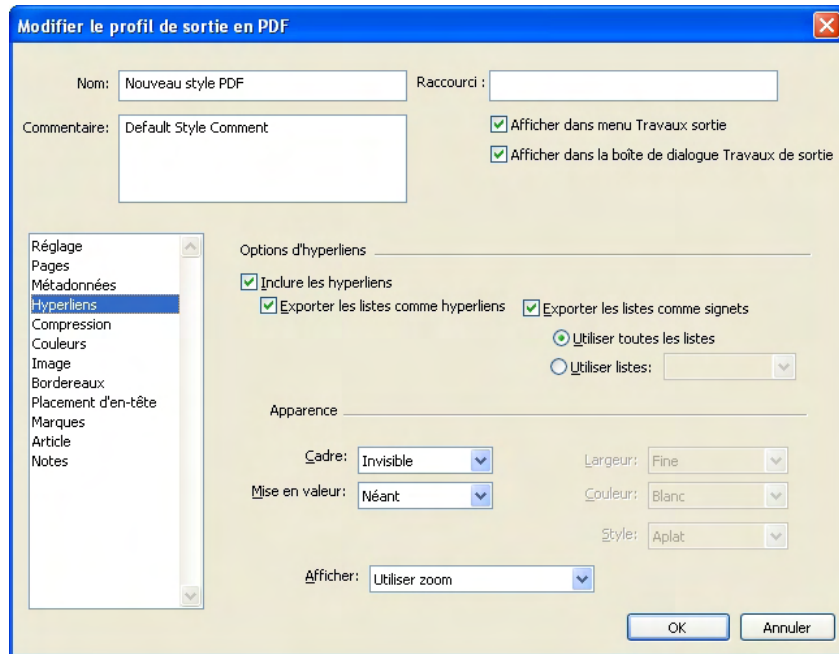 Modifier le profil de sortie en PDF
Nom: Nouveau style PDF
Raccourci :
Commentaire: Default Style Comment
Afficher dans menu Travaux sortie
Afficher dans la boîte de dialogue Travaux de sortie
Réglage
Pages
Métadonnées
Hyperliens
Compression
Couleurs
Image
Bordereaux
Placement d'en-tête
Marques
Article
Notes
Options d'hyperliens
Inclure les hyperliens
Exporter les listes comme hyperliens
Exporter les listes comme signets
Utiliser toutes les listes
Utiliser listes:
Apparence
Cadre: Invisible
Largeur: Fine
Mise en valeur: Néant
Couleur: Blanc
Style: Aplat
Afficher: Utiliser zoom
OK
Annuler